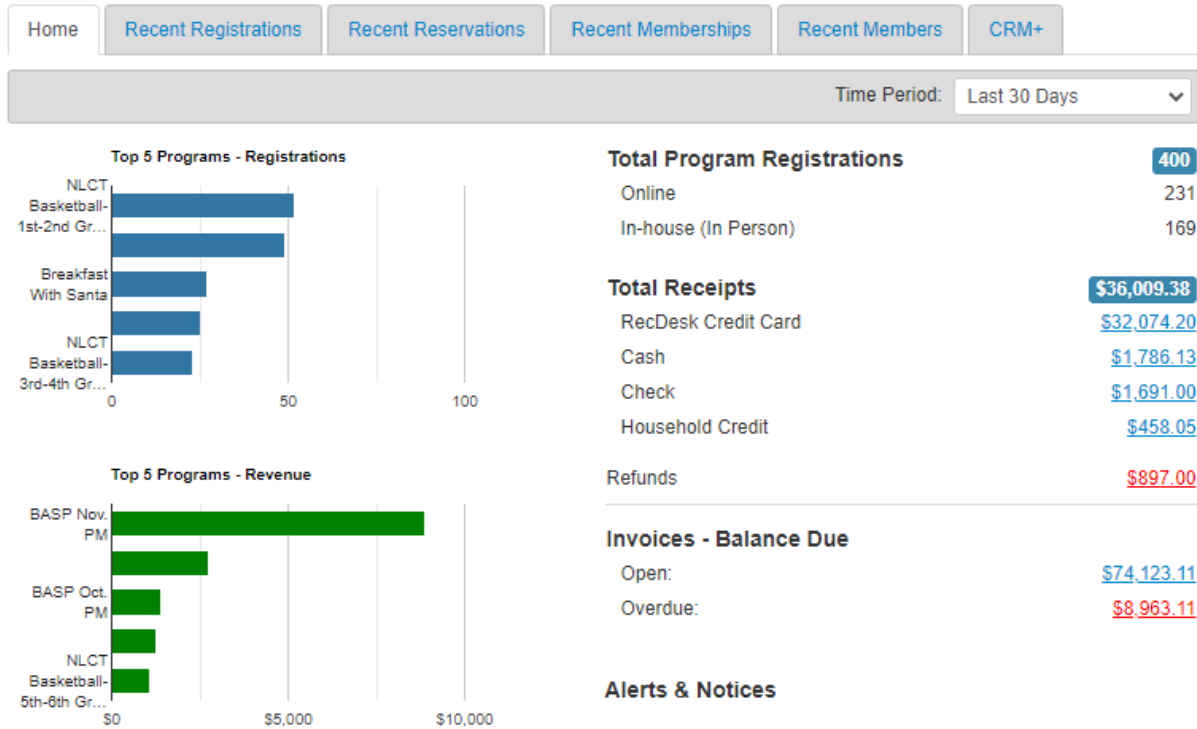 Home Recent Registrations Recent Reservations Recent Memberships Recent Members CRM+
Time Period: Last 30 Days
Top 5 Programs - Registrations
NLCT
Basketball-
1st-2nd Gr...
Breakfast
With Santa
NLCT
Basketball-
3rd-4th Gr...
0 50 100
Top 5 Programs - Revenue
BASP Nov.
PM
BASP Oct.
PM
NLCT
Basketball-
5th-6th Gr...
$0 $5,000 $10,000
Total Program Registrations 400
Online 231
In-house (In Person) 169
Total Receipts $36,009.38
RecDesk Credit Card $32,074.20
Cash $1,786.13
Check $1,691.00
Household Credit $458.05
Refunds $897.00
Invoices - Balance Due
Open: $74,123.11
Overdue: $8,963.11
Alerts & Notices